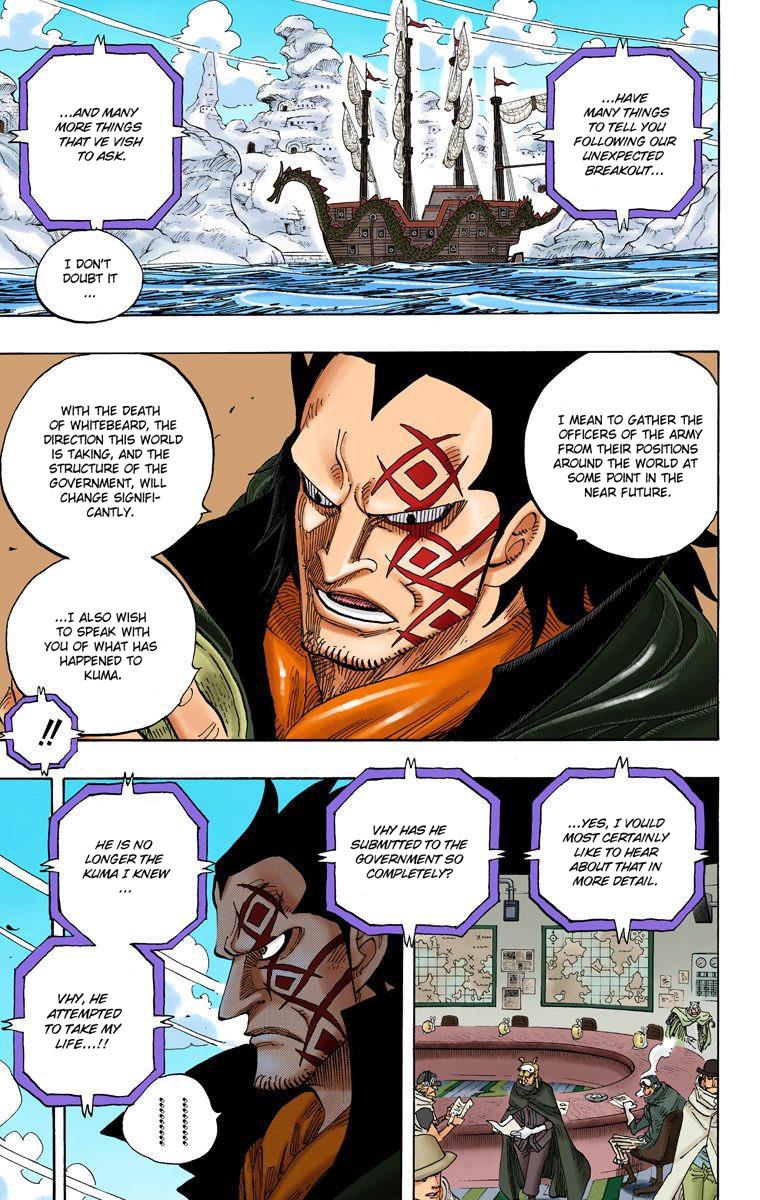 ...HAVE
MANY THINGS
TO TELL YOU
FOLLOWING OUR
UNEXPECTED
BREAKOUT...
...AND MANY
MORE THINGS
THAT VE VISH
TO ASK.
I DON'T
DOUBT IT
...
I MEAN TO GATHER THE
OFFICERS OF THE ARMY
FROM THEIR POSITIONS
AROUND THE WORLD AT
SOME POINT IN THE
NEAR FUTURE.
WITH THE DEATH
OF WHITEBEARD, THE
DIRECTION THIS WORLD
IS TAKING, AND THE
STRUCTURE OF THE
GOVERNMENT, WILL
CHANGE SIGNIFI-
CANTLY.
...I ALSO WISH
TO SPEAK WITH
YOU OF WHAT HAS
HAPPENED TO
KUMA.
!!
...YES, I VOULD
MOST CERTAINLY
LIKE TO HEAR
ABOUT THAT IN
MORE DETAIL.
VHY HAS HE
SUBMITTED TO THE
GOVERNMENT SO
COMPLETELY?
HE IS NO
LONGER THE
KUMA I KNEW
...
VHY, HE
ATTEMPTED
TO TAKE MY
LIFE...!!